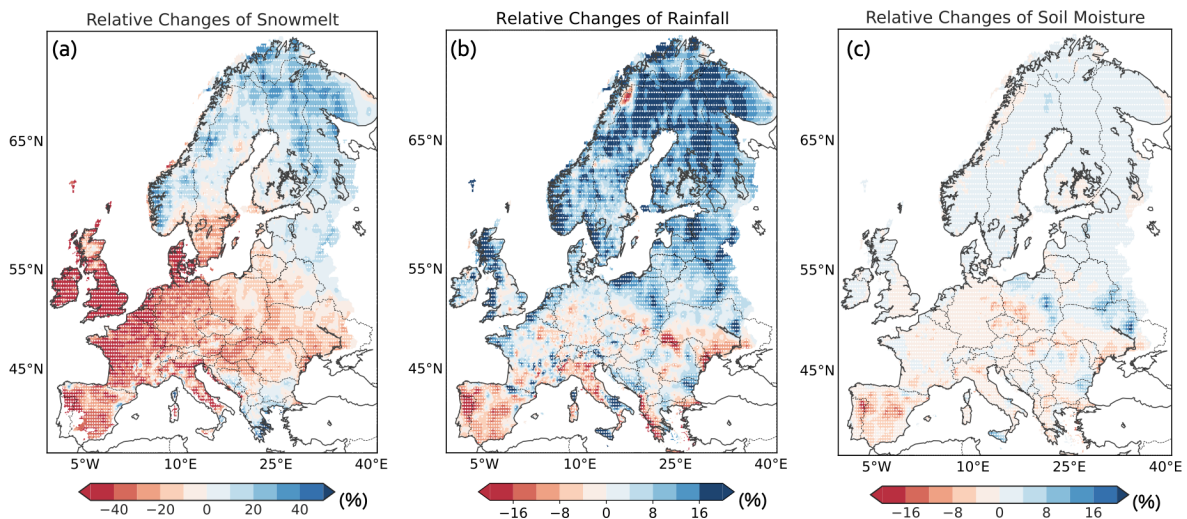 Relative Changes of Snowmelt
Relative Changes of Rainfall
Relative Changes of Soil Moisture
(a)
(b)
(c)
65°N
55°N
45°N
65°N
55°N
45°N
65°N
55°N
45°N
5°W 10°E 25°E 40°E
5°W 10°E 25°E 40°E
5°W 10°E 25°E 40°E
−40 −20 0 20 40 (%)
−16 −8 0 8 16 (%)
−16 −8 0 8 16 (%)